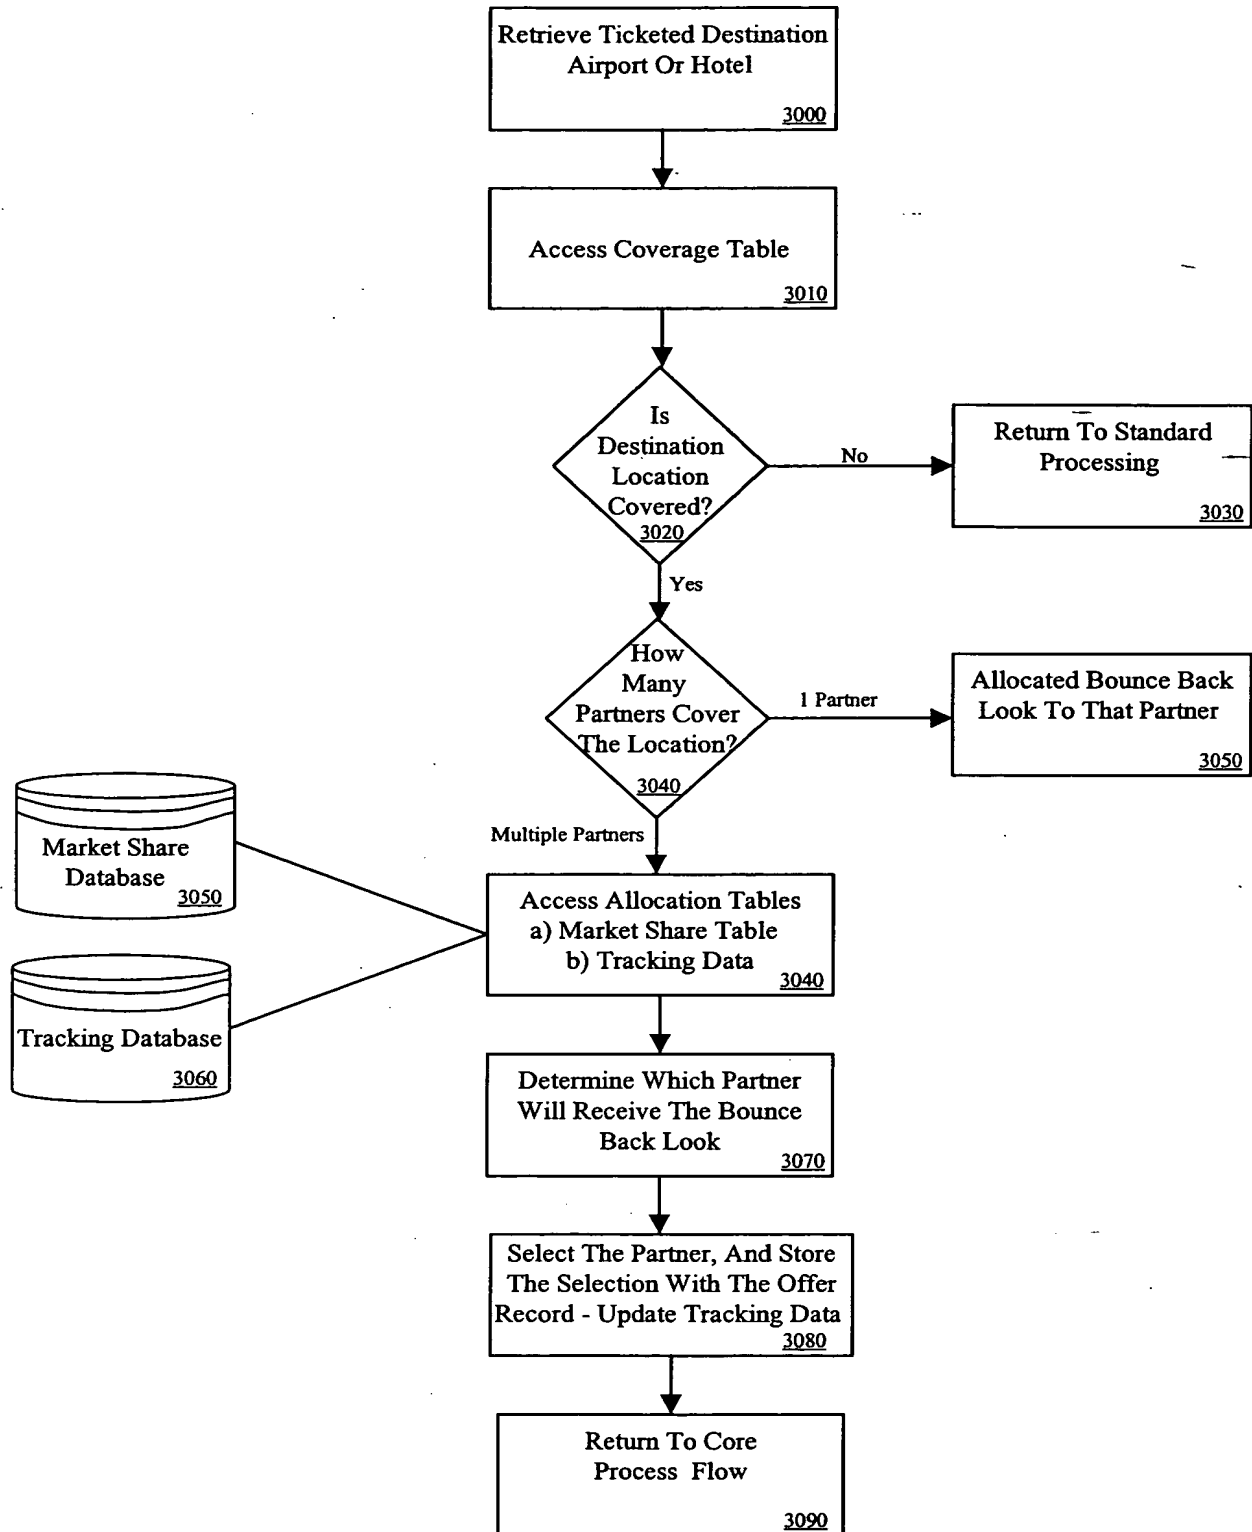 Retrieve Ticketed Destination
Airport Or Hotel
3000
Access Coverage Table
3010
Is
Destination
Location
Covered?
3020
No
Return To Standard
Processing
3030
Yes
How
Many
Partners Cover
The Location?
3040
1 Partner
Allocated Bounce Back
Look To That Partner
3050
Multiple Partners
Market Share
Database
3050
Access Allocation Tables
a) Market Share Table
b) Tracking Data
3040
Tracking Database
3060
Determine Which Partner
Will Receive The Bounce
Back Look
3070
Select The Partner, And Store
The Selection With The Offer
Record - Update Tracking Data
3080
Return To Core
Process Flow
3090